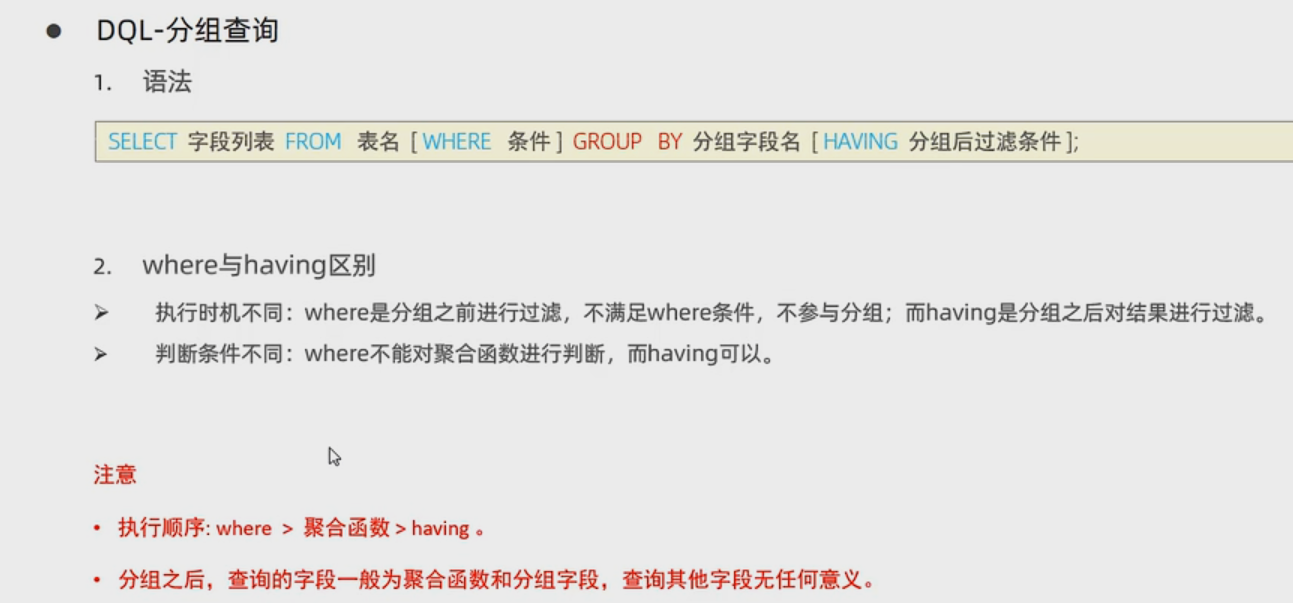 ● DQL-分组查询
1. 语法
SELECT 字段列表 FROM 表名 [ WHERE 条件 ] GROUP BY 分组字段名 [ HAVING 分组后过滤条件 ];
2. where与having区别
➢ 执行时机不同：where是分组之前进行过滤，不满足where条件，不参与分组；而having是分组之后对结果进行过滤。
➢ 判断条件不同：where不能对聚合函数进行判断，而having可以。
注意
• 执行顺序: where > 聚合函数 > having 。
• 分组之后，查询的字段一般为聚合函数和分组字段，查询其他字段无任何意义。